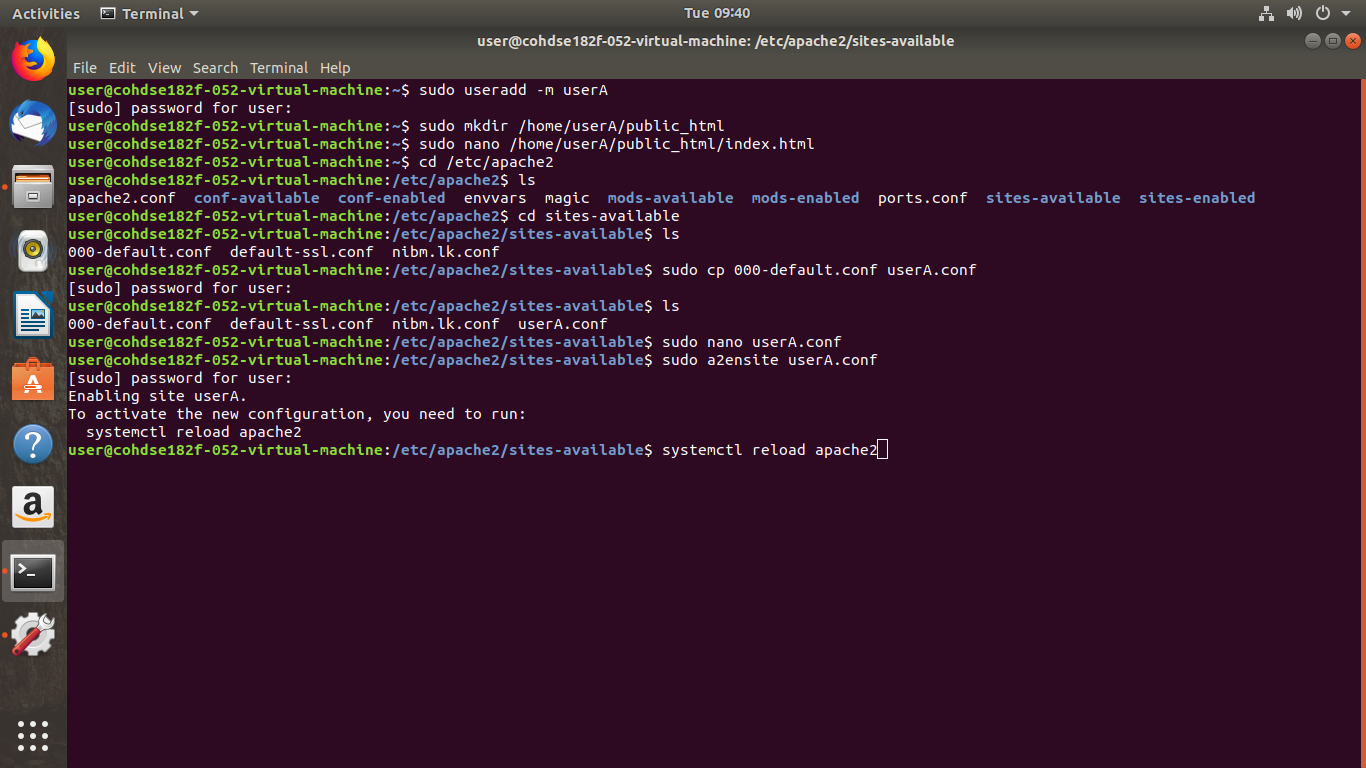 Activities Terminal Tue 09:40
user@cohdse182f-052-virtual-machine: /etc/apache2/sites-available
File Edit View Search Terminal Help
user@cohdse182f-052-virtual-machine:~$ sudo useradd -m userA
[sudo] password for user:
user@cohdse182f-052-virtual-machine:~$ sudo mkdir /home/userA/public_html
user@cohdse182f-052-virtual-machine:~$ sudo nano /home/userA/public_html/index.html
user@cohdse182f-052-virtual-machine:~$ cd /etc/apache2
user@cohdse182f-052-virtual-machine:/etc/apache2$ ls
apache2.conf  conf-available  conf-enabled  envvars  magic  mods-available  mods-enabled  ports.conf  sites-available  sites-enabled
user@cohdse182f-052-virtual-machine:/etc/apache2$ cd sites-available
user@cohdse182f-052-virtual-machine:/etc/apache2/sites-available$ ls
000-default.conf  default-ssl.conf  nibm.lk.conf
user@cohdse182f-052-virtual-machine:/etc/apache2/sites-available$ sudo cp 000-default.conf userA.conf
[sudo] password for user:
user@cohdse182f-052-virtual-machine:/etc/apache2/sites-available$ ls
000-default.conf  default-ssl.conf  nibm.lk.conf  userA.conf
user@cohdse182f-052-virtual-machine:/etc/apache2/sites-available$ sudo nano userA.conf
user@cohdse182f-052-virtual-machine:/etc/apache2/sites-available$ sudo a2ensite userA.conf
[sudo] password for user:
Enabling site userA.
To activate the new configuration, you need to run:
  systemctl reload apache2
user@cohdse182f-052-virtual-machine:/etc/apache2/sites-available$ systemctl reload apache2